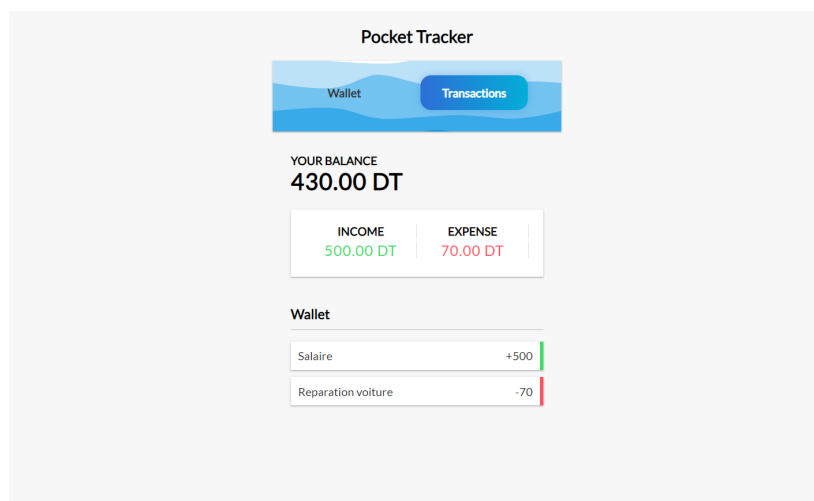 Pocket Tracker
Wallet Transactions
YOUR BALANCE
430.00 DT
INCOME EXPENSE
500.00 DT 70.00 DT
Wallet
Salaire +500
Reparation voiture -70